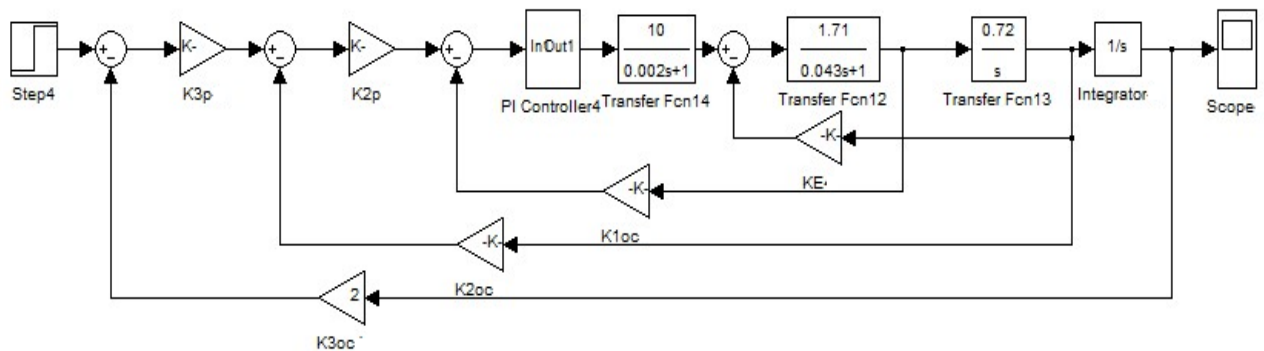 Step4
K-
K3p
K-
K2p
In Out1
PI Controller4
10
0.002s+1
Transfer Fcn14
1.71
0.043s+1
Transfer Fcn12
0.72
s
Transfer Fcn13
1/s
Integrator
Scope
-K-
KE
-K-
K1oc
-K-
K2oc
2
K3oc